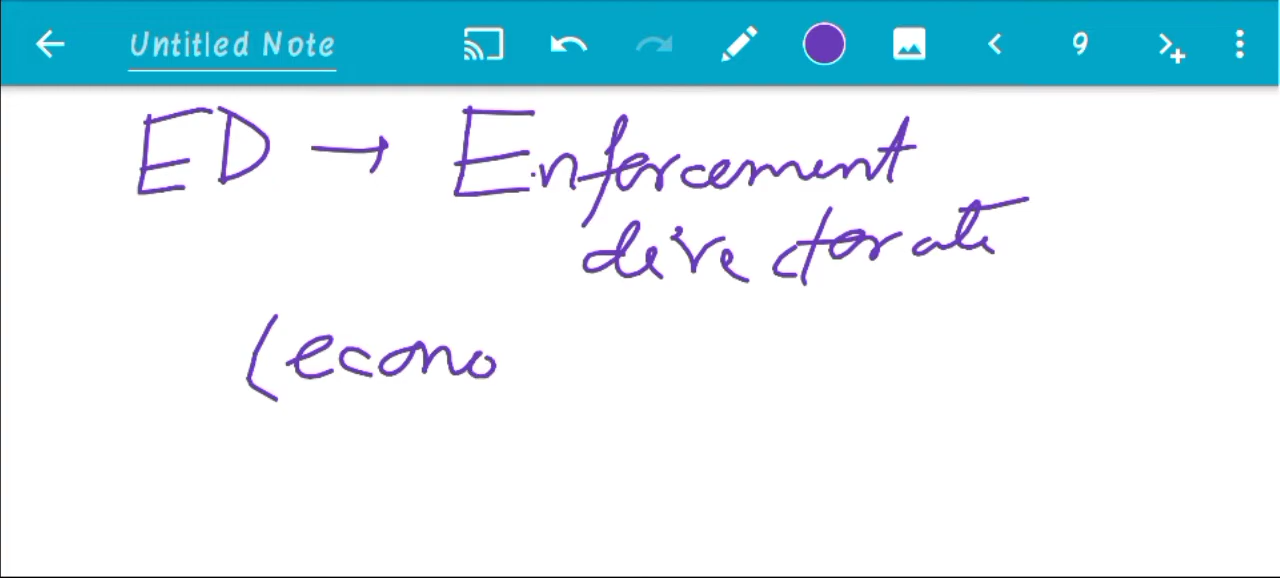 Untitled Note
9
ED → Enforcement
directorate
(econo